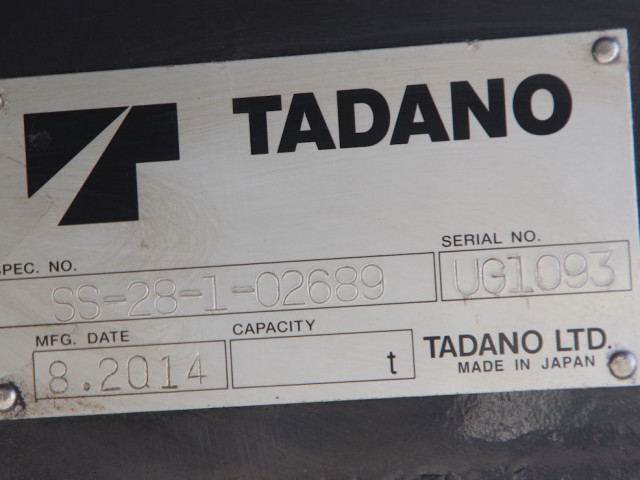 TADANO
SPEC. NO.
SS-28-1-02689
SERIAL NO.
UG1093
MFG. DATE
8.2014
CAPACITY
t
TADANO LTD.
MADE IN JAPAN